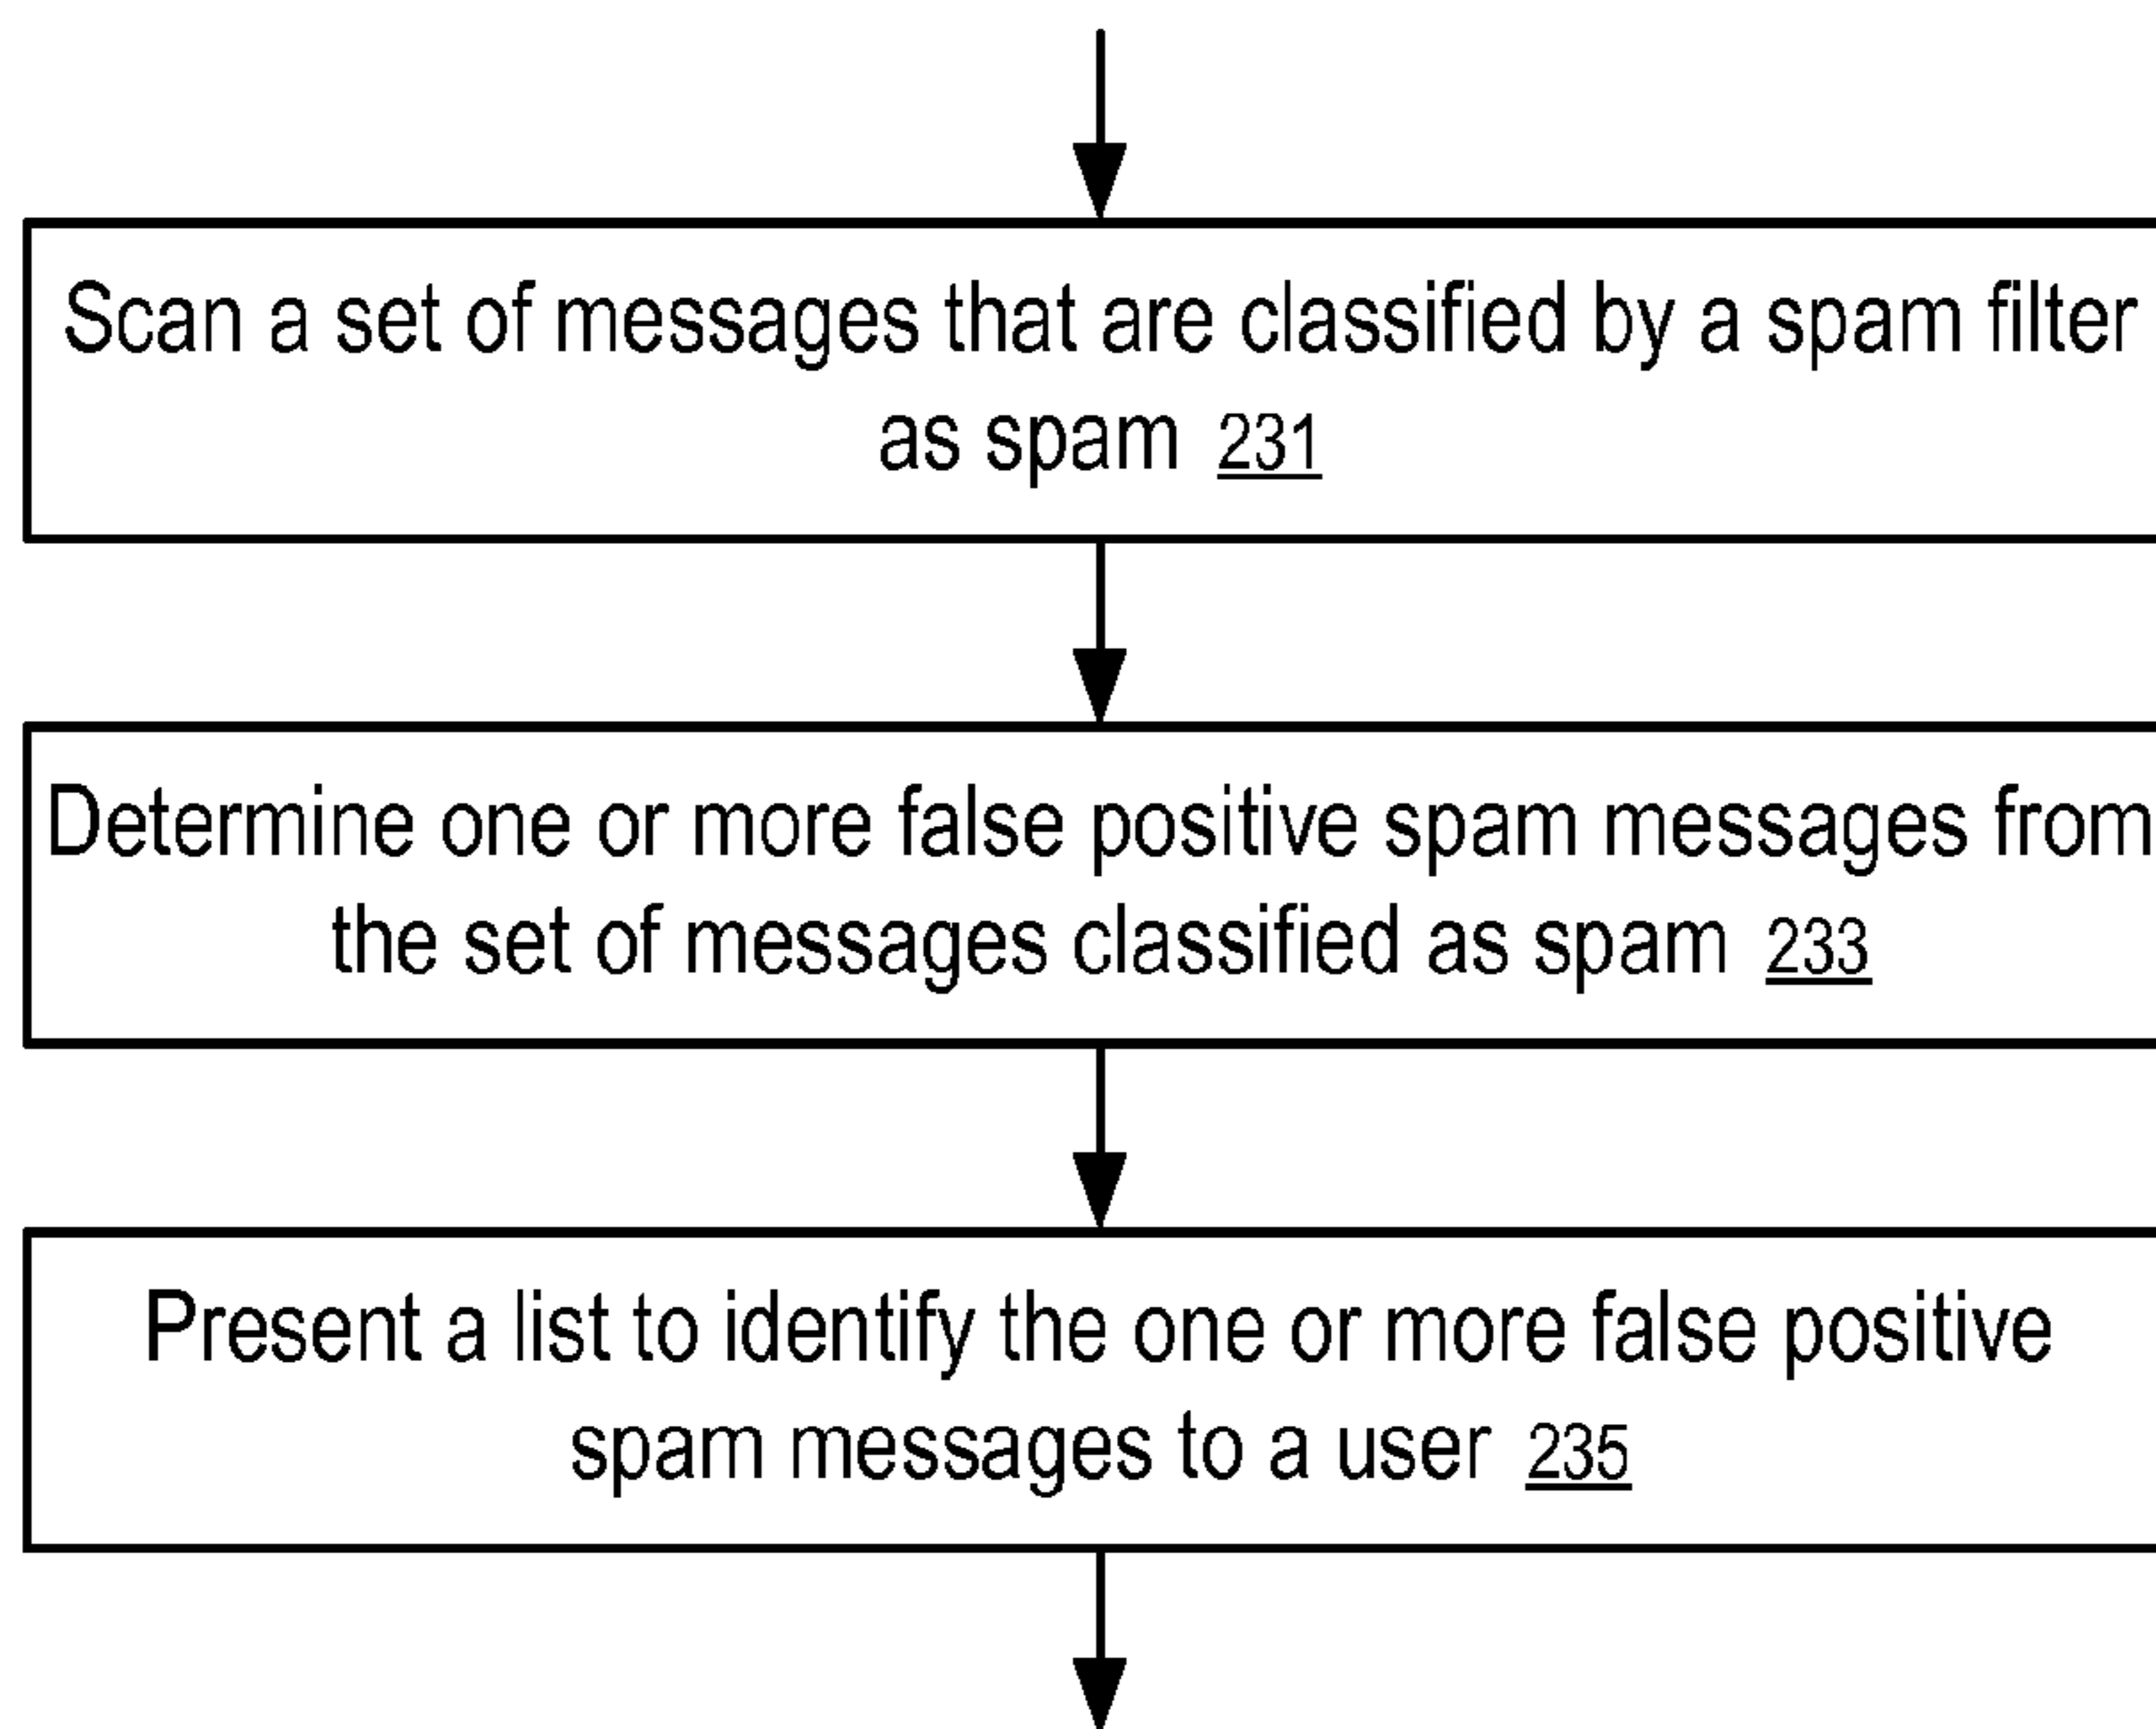 Scan a set of messages that are classified by a spam filter
as spam 231
Determine one or more false positive spam messages from
the set of messages classified as spam 233
Present a list to identify the one or more false positive
spam messages to a user 235